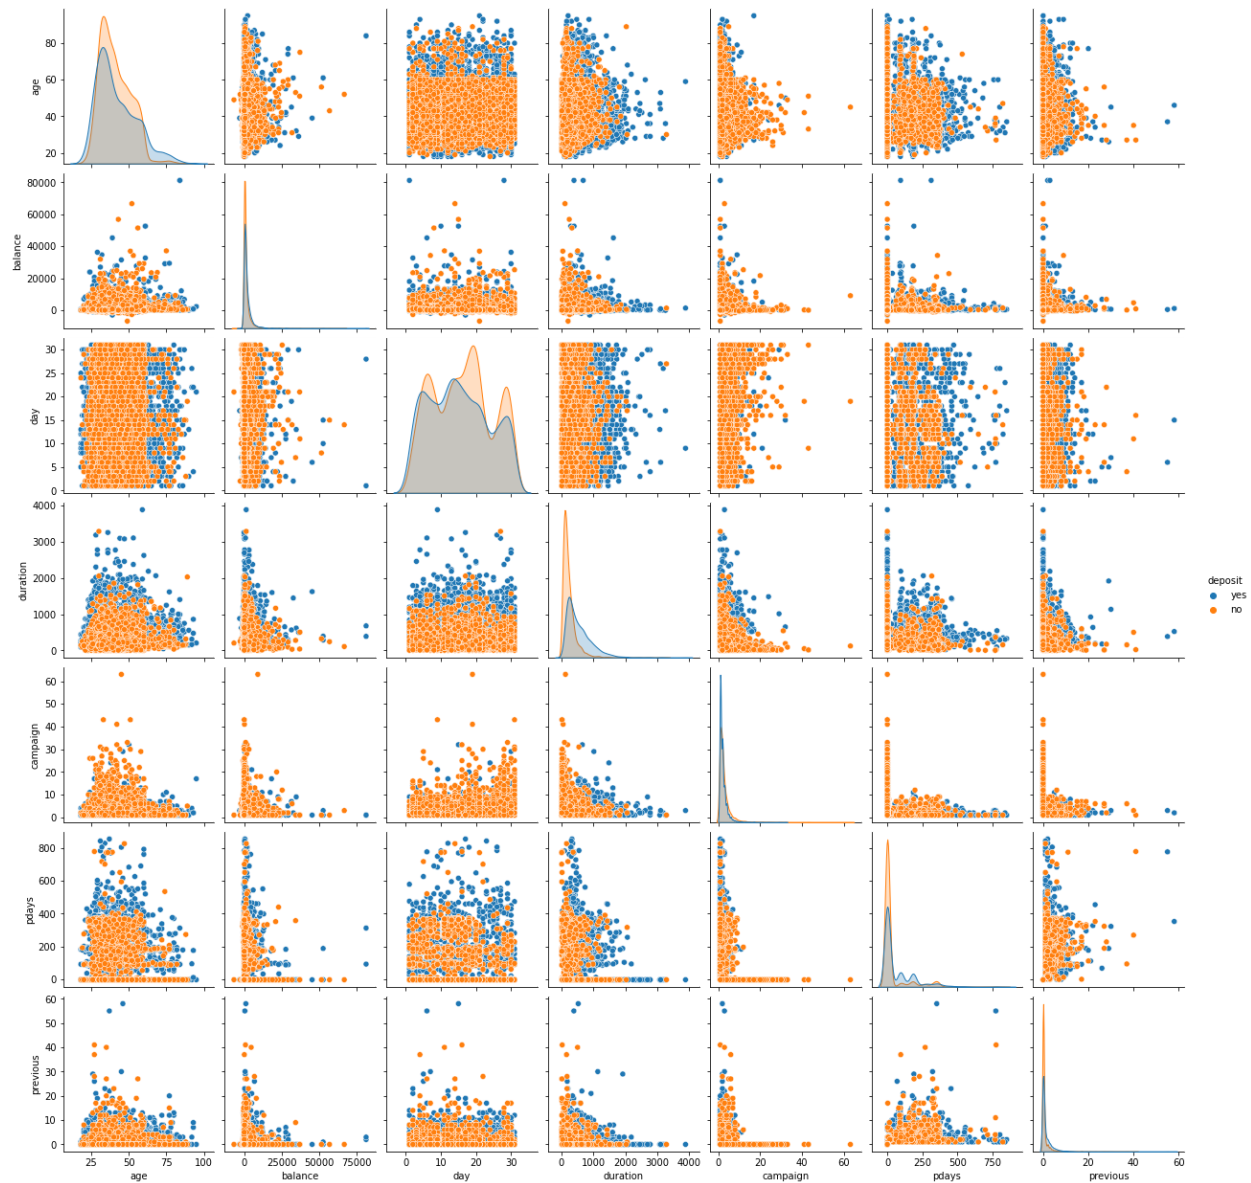 80
60
40
20
age
80000
60000
40000
20000
0
balance
30
25
20
15
10
5
0
day
4000
3000
2000
1000
0
duration
deposit
yes
no
60
50
40
30
20
10
0
campaign
800
600
400
200
0
pdays
60
50
40
30
20
10
0
previous
25 50 75 100
0 25000 50000 75000
0 10 20 30
0 1000 2000 3000 4000
0 20 40 60
0 250 500 750
0 20 40 60
age balance day duration campaign pdays previous